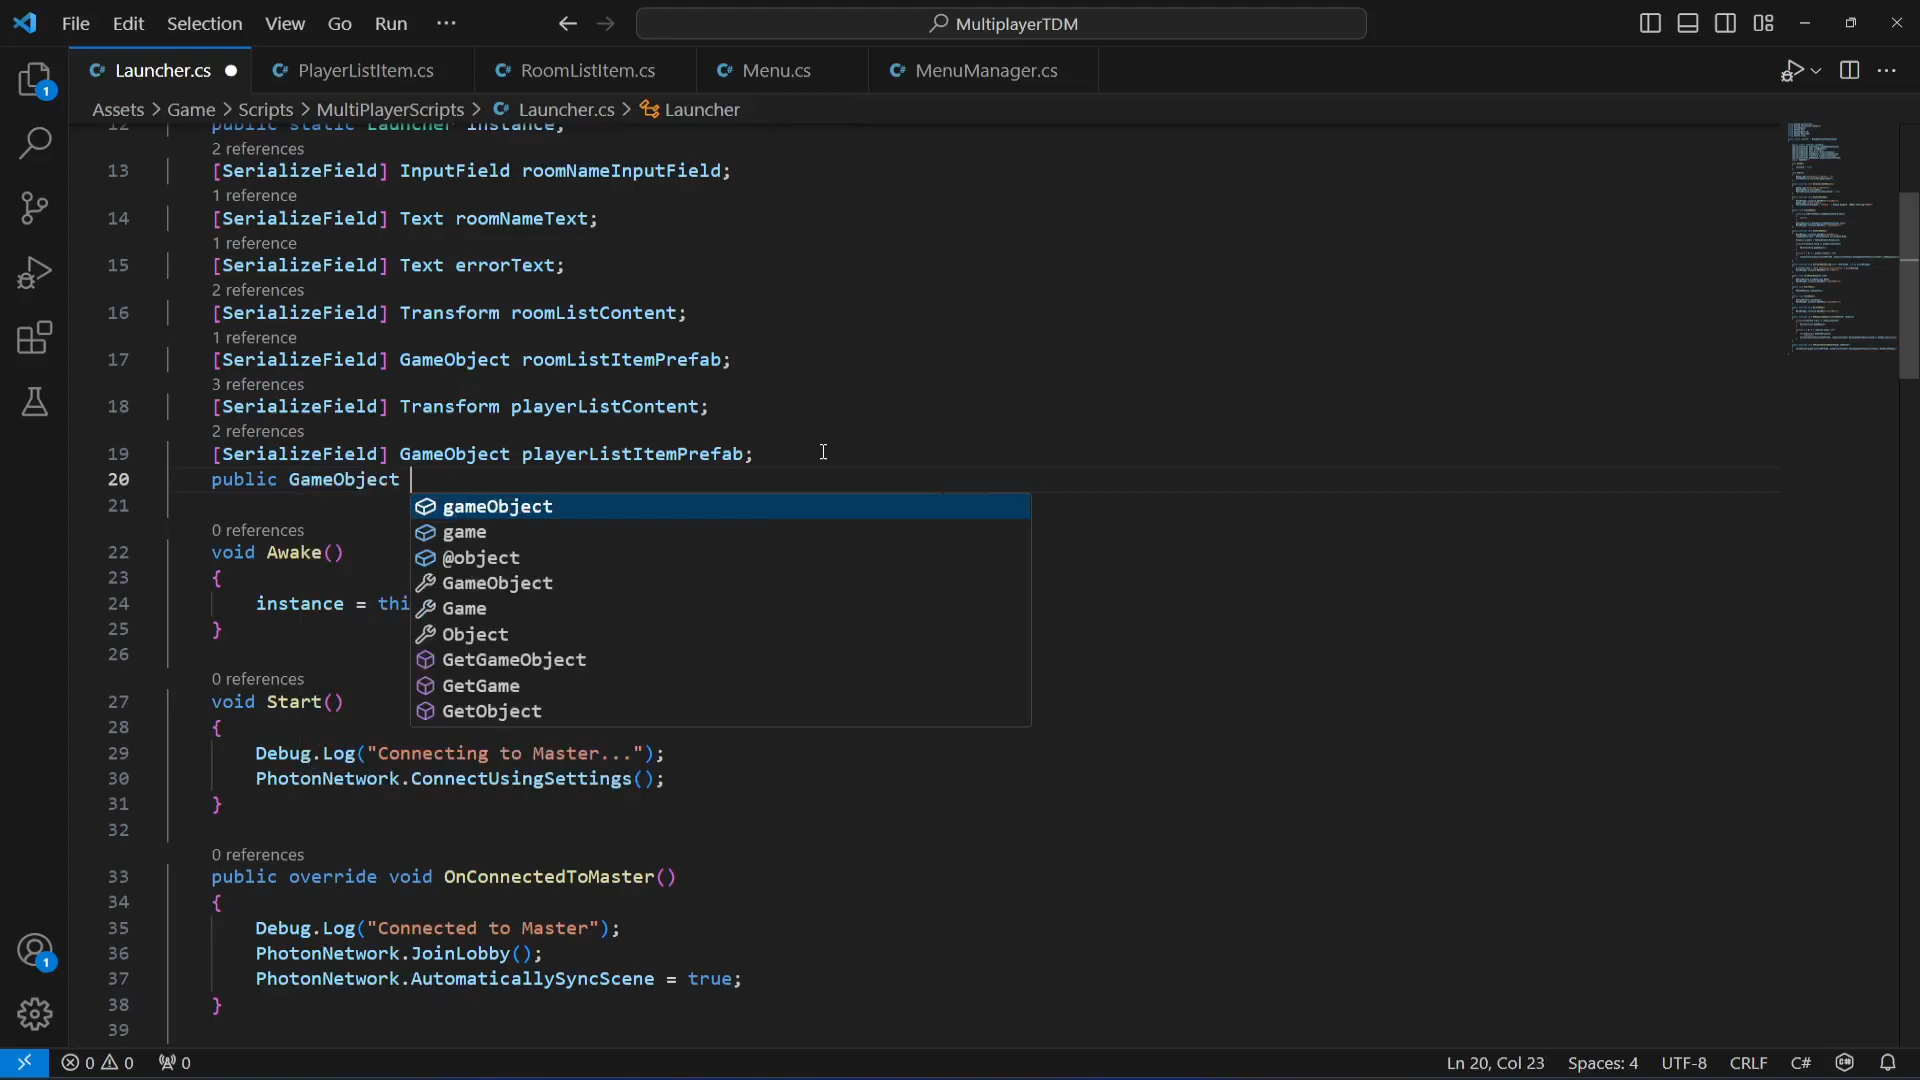 File Edit Selection View Go Run ··· MultiplayerTDM
Launcher.cs PlayerListItem.cs RoomListItem.cs Menu.cs MenuManager.cs
Assets > Game > Scripts > MultiPlayerScripts > Launcher.cs > Launcher
12 public static Launcher instance;
2 references
13 [SerializeField] InputField roomNameInputField;
1 reference
14 [SerializeField] Text roomNameText;
1 reference
15 [SerializeField] Text errorText;
2 references
16 [SerializeField] Transform roomListContent;
1 reference
17 [SerializeField] GameObject roomListItemPrefab;
3 references
18 [SerializeField] Transform playerListContent;
2 references
19 [SerializeField] GameObject playerListItemPrefab;
20 public GameObject
21
gameObject
game
@object
GameObject
Game
Object
GetGameObject
GetGame
GetObject
0 references
22 void Awake()
23 {
24 instance = thi
25 }
26
0 references
27 void Start()
28 {
29 Debug.Log("Connecting to Master...");
30 PhotonNetwork.ConnectUsingSettings();
31 }
32
0 references
33 public override void OnConnectedToMaster()
34 {
35 Debug.Log("Connected to Master");
36 PhotonNetwork.JoinLobby();
37 PhotonNetwork.AutomaticallySyncScene = true;
38 }
39
1
1
0 0 0 Ln 20, Col 23 Spaces: 4 UTF-8 CRLF C#